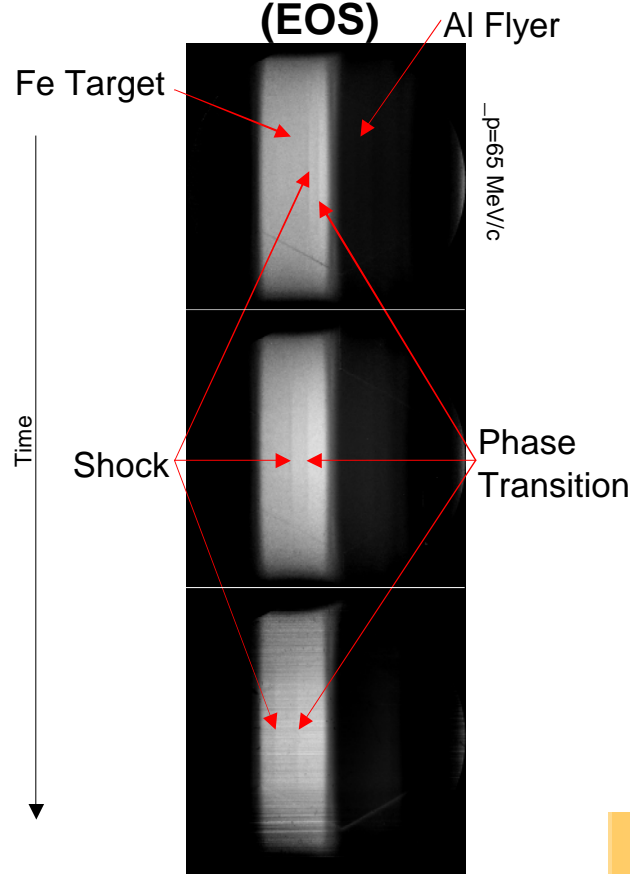 (EOS)
Al Flyer
Fe Target
_p=65 MeV/c
Time
Shock
Phase
Transition